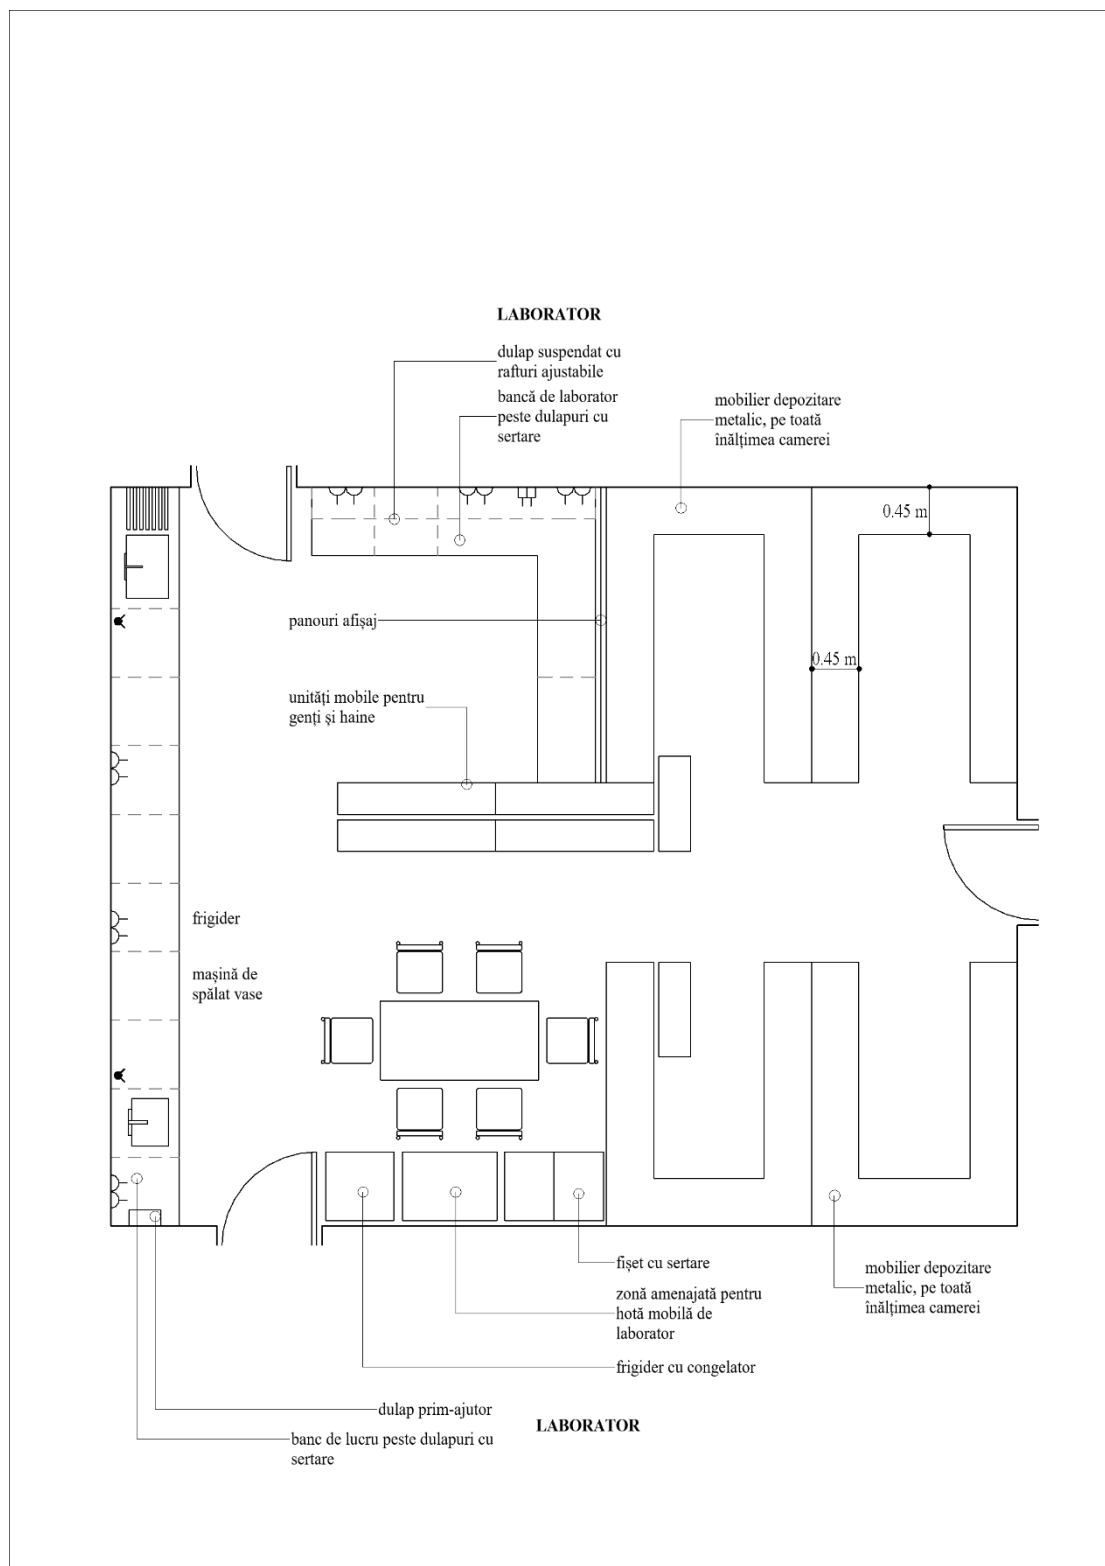 LABORATOR
dulap suspendat cu
rafturi ajustabile
bancă de laborator
peste dulapuri cu
sertare
mobilier depozitare
metalic, pe toată
înălțimea camerei
0.45 m
panouri afișaj
0.45 m
unități mobile pentru
genți și haine
frigider
mașină de
spălat vase
fișet cu sertare
zonă amenajată pentru
hotă mobilă de
laborator
frigider cu congelator
mobilier depozitare
metalic, pe toată
înălțimea camerei
dulap prim-ajutor
LABORATOR
banc de lucru peste dulapuri cu
sertare